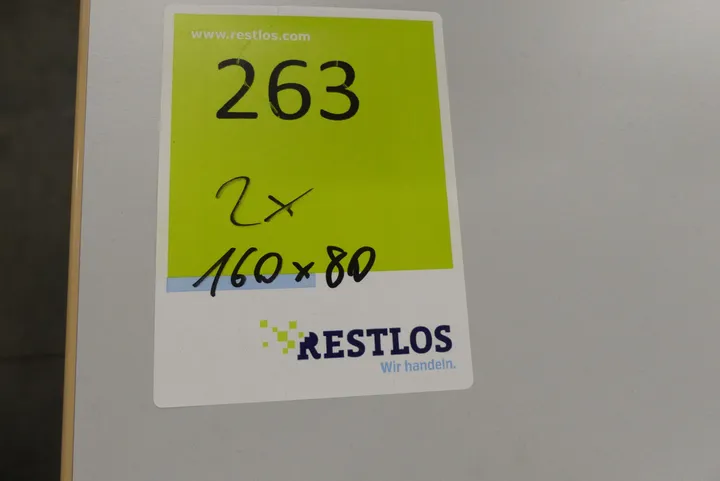 www.restlos.com
263
2x
160x80
RESTLOS
Wir handeln.